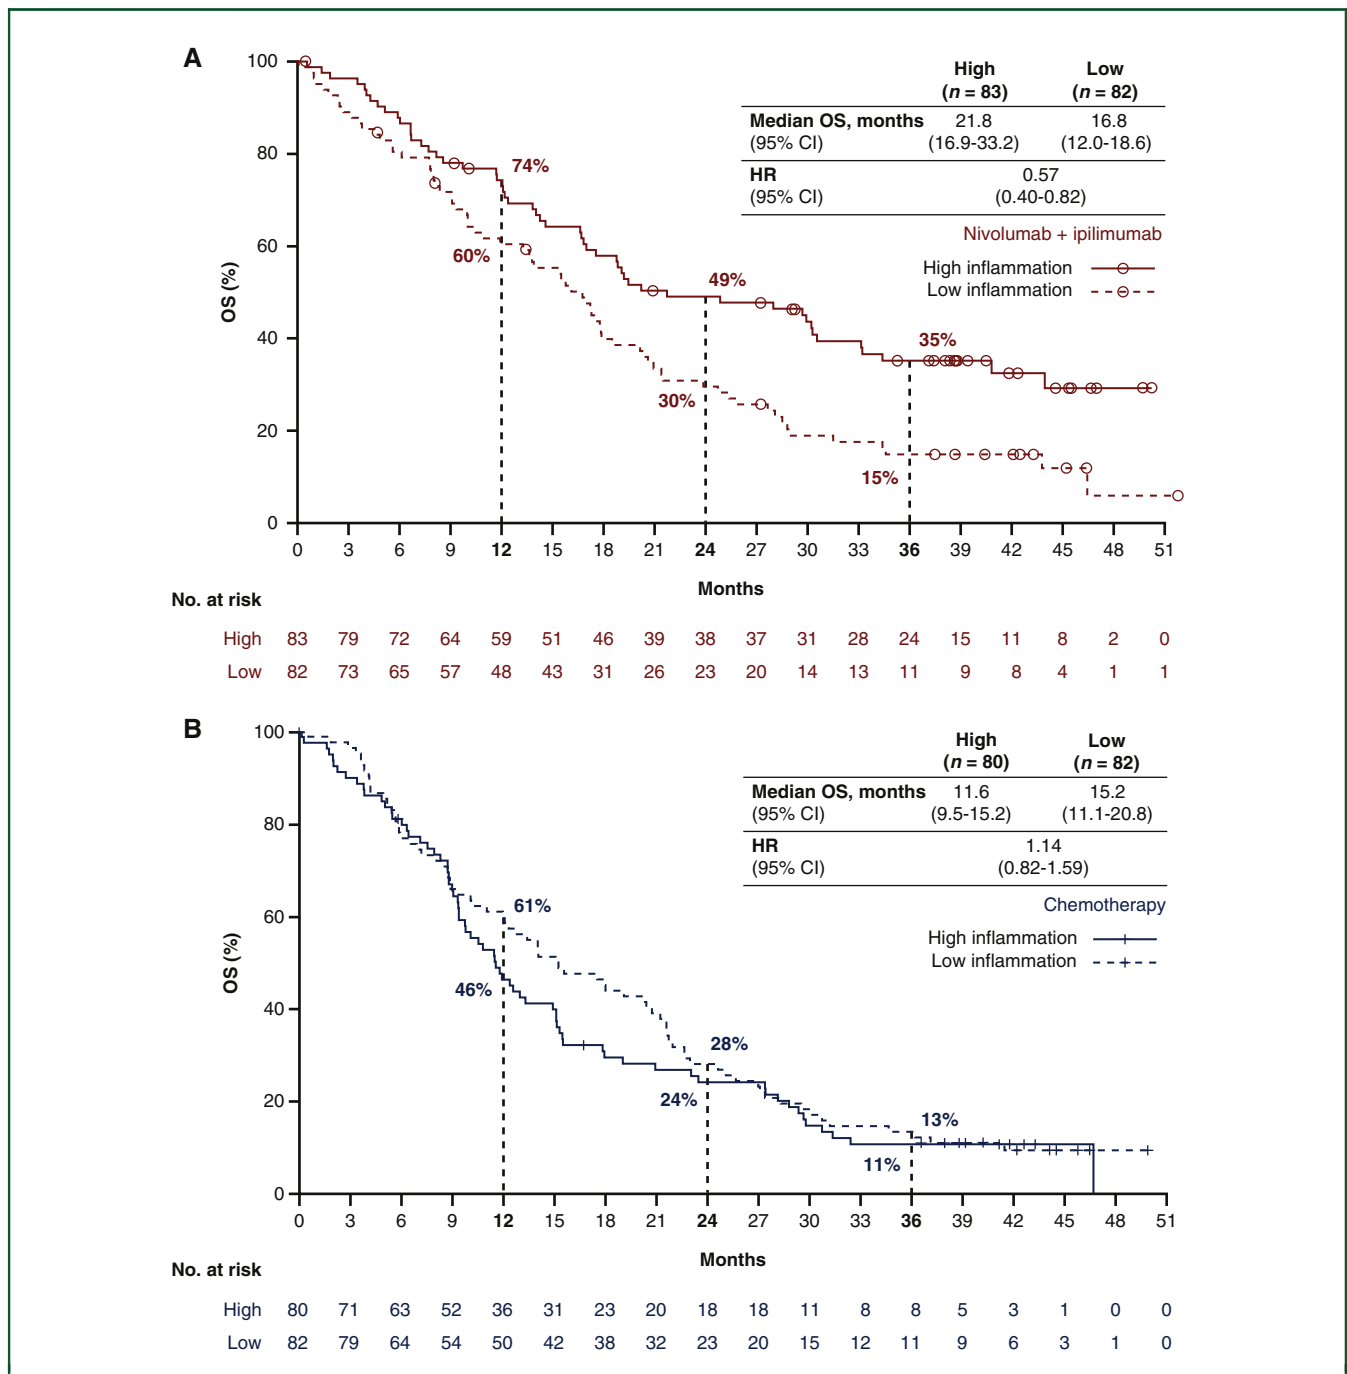 A
High Low
(n = 83) (n = 82)
Median OS, months 21.8 16.8
(95% CI) (16.9-33.2) (12.0-18.6)
HR 0.57
(95% CI) (0.40-0.82)
Nivolumab + ipilimumab
High inflammation
Low inflammation
OS (%)
100
80
60
40
20
0
74%
60%
49%
30%
35%
15%
0 3 6 9 12 15 18 21 24 27 30 33 36 39 42 45 48 51
Months
No. at risk
High 83 79 72 64 59 51 46 39 38 37 31 28 24 15 11 8 2 0
Low 82 73 65 57 48 43 31 26 23 20 14 13 11 9 8 4 1 1
B
High Low
(n = 80) (n = 82)
Median OS, months 11.6 15.2
(95% CI) (9.5-15.2) (11.1-20.8)
HR 1.14
(95% CI) (0.82-1.59)
Chemotherapy
High inflammation
Low inflammation
OS (%)
100
80
60
40
20
0
61%
46%
28%
24%
13%
11%
0 3 6 9 12 15 18 21 24 27 30 33 36 39 42 45 48 51
Months
No. at risk
High 80 71 63 52 36 31 23 20 18 18 11 8 8 5 3 1 0 0
Low 82 79 64 54 50 42 38 32 23 20 15 12 11 9 6 3 1 0